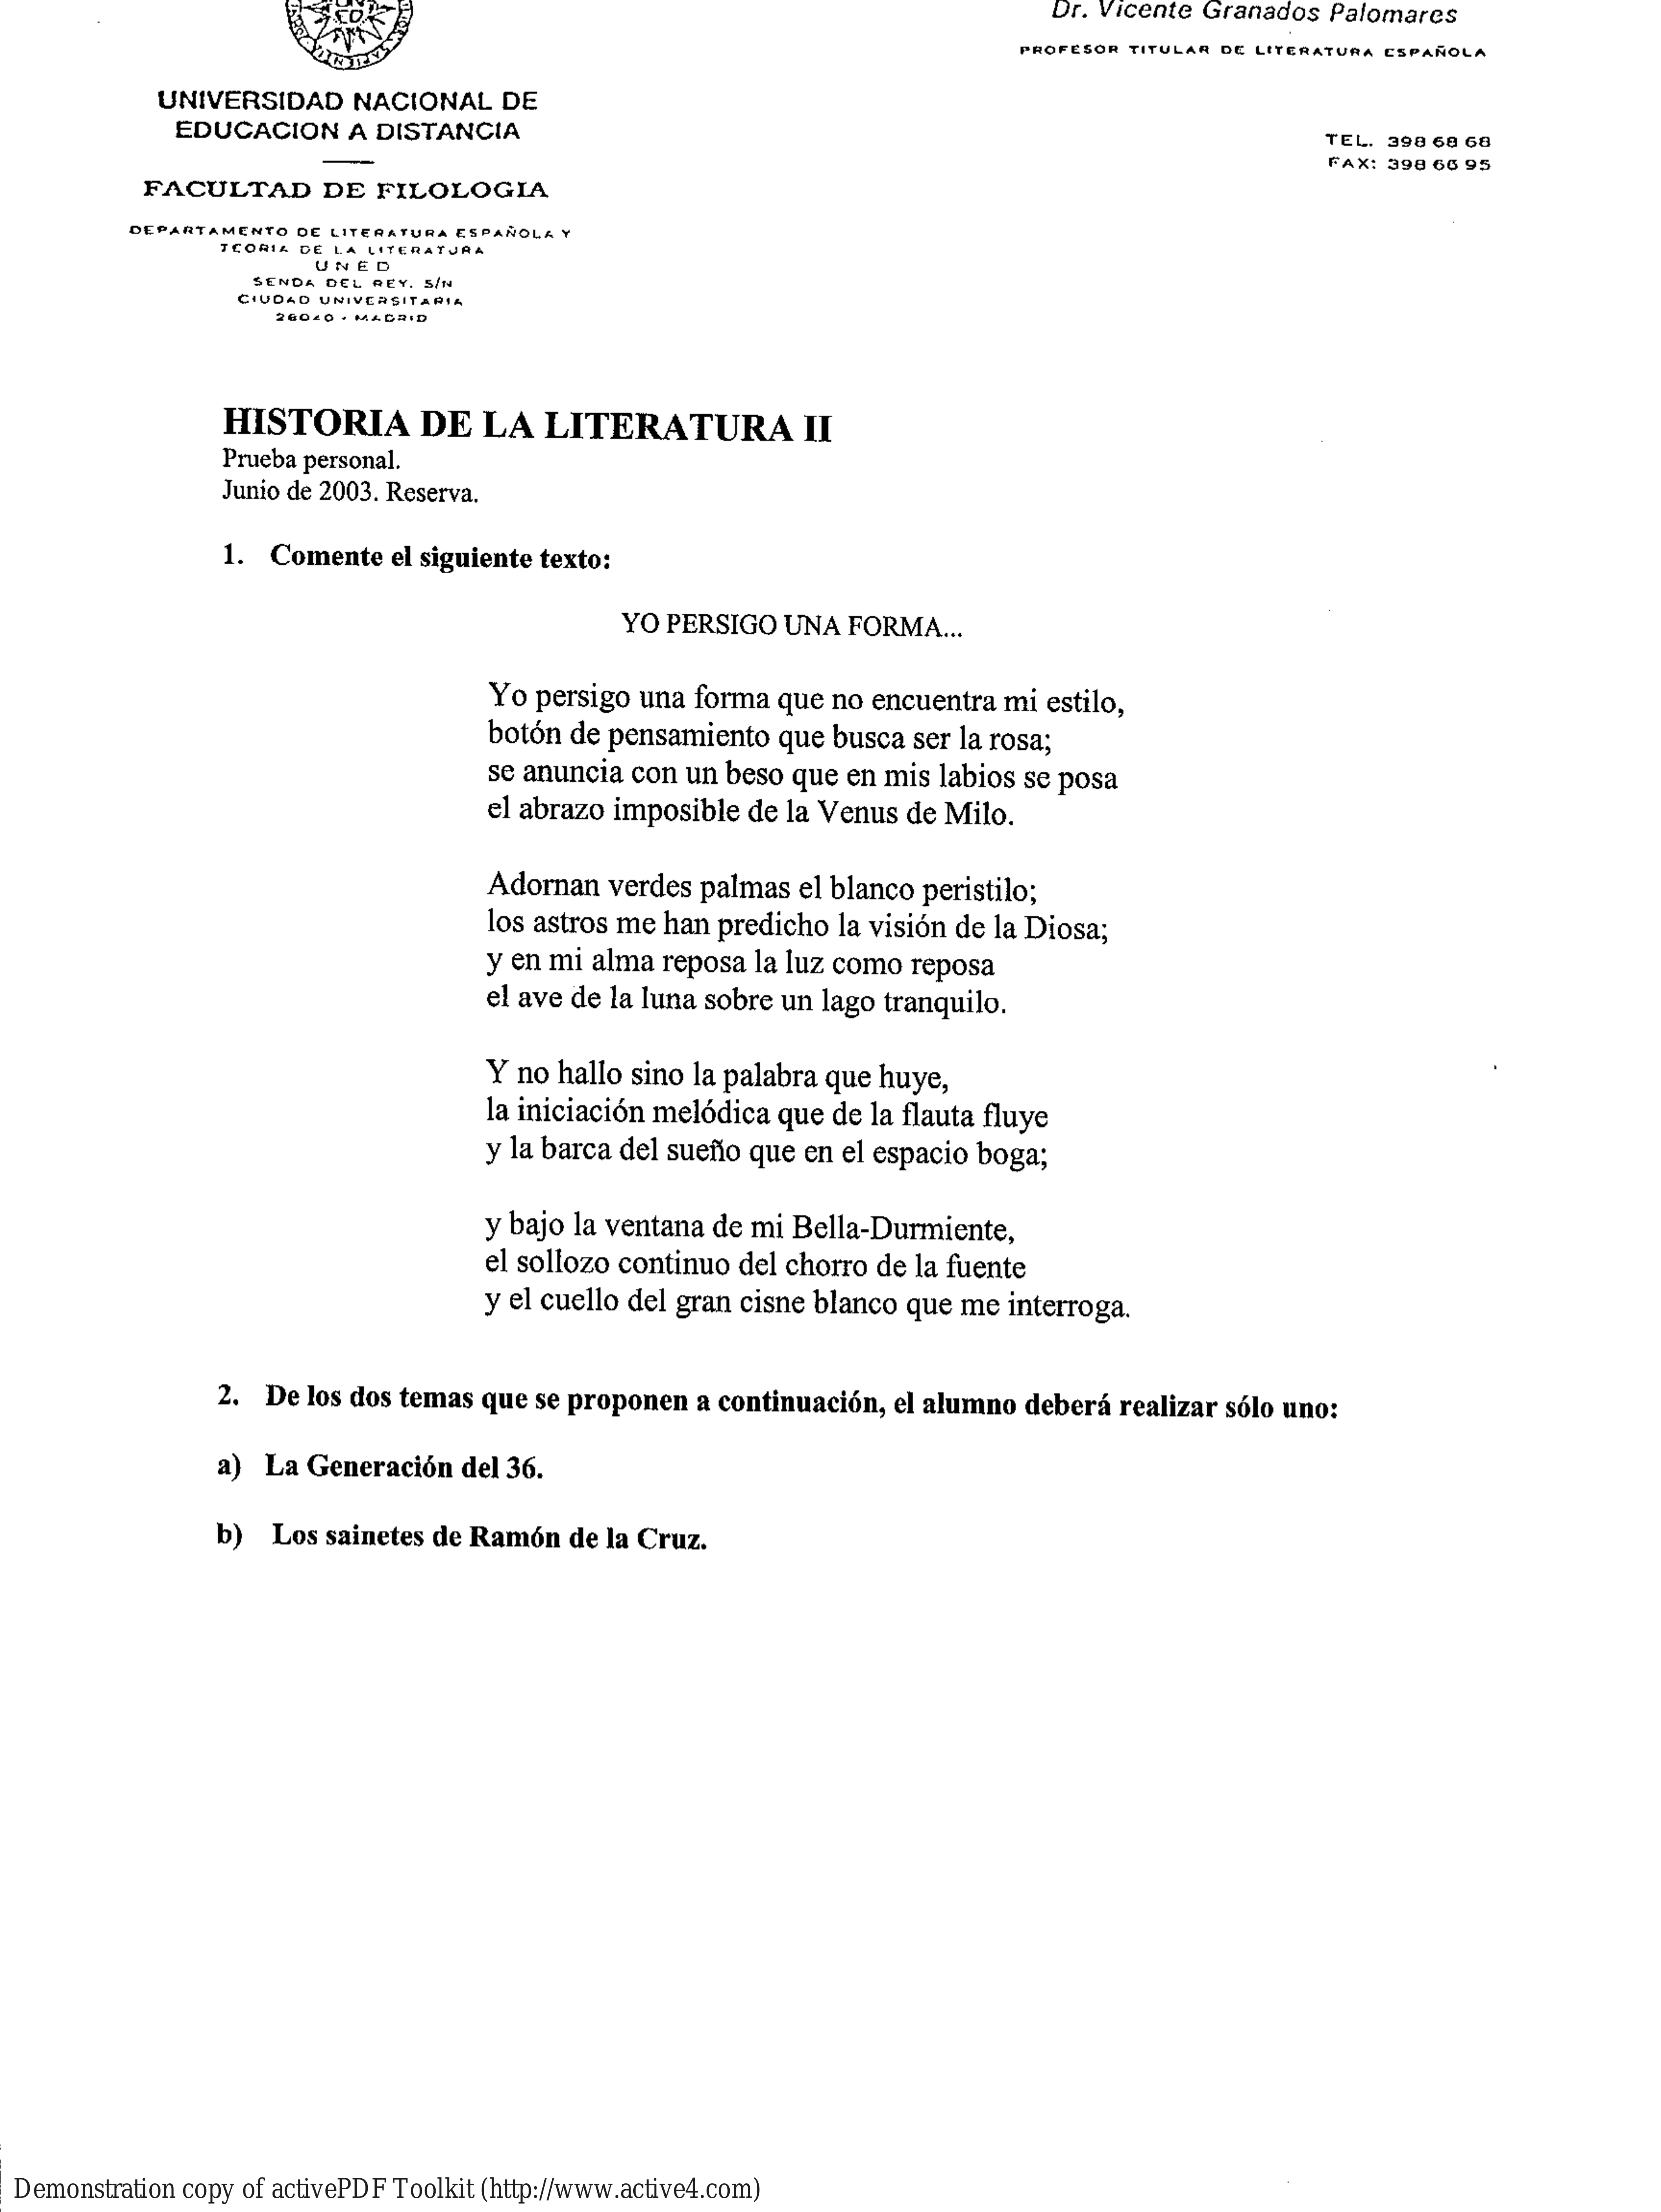 UNIVERSIDAD NACIONAL DE
EDUCACION A DISTANCIA
FACULTAD DE FILOLOGIA
DEPARTAMENTO DE LITERATURA ESPAÑOLA Y
TEORIA DE LA LITERATURA
UNED
SENDA DEL REY. S/N
CIUDAD UNIVERSITARIA
28040 - MADRID
Dr. Vicente Granados Palomares
PROFESOR TITULAR DE LITERATURA ESPAÑOLA
TEL. 398 68 68
FAX: 398 66 95
HISTORIA DE LA LITERATURA II
Prueba personal.
Junio de 2003. Reserva.
1. Comente el siguiente texto:
YO PERSIGO UNA FORMA...
Yo persigo una forma que no encuentra mi estilo,
botón de pensamiento que busca ser la rosa;
se anuncia con un beso que en mis labios se posa
el abrazo imposible de la Venus de Milo.
Adornan verdes palmas el blanco peristilo;
los astros me han predicho la visión de la Diosa;
y en mi alma reposa la luz como reposa
el ave de la luna sobre un lago tranquilo.
Y no hallo sino la palabra que huye,
la iniciación melódica que de la flauta fluye
y la barca del sueño que en el espacio boga;
y bajo la ventana de mi Bella-Durmiente,
el sollozo continuo del chorro de la fuente
y el cuello del gran cisne blanco que me interroga.
2. De los dos temas que se proponen a continuación, el alumno deberá realizar sólo uno:
a) La Generación del 36.
b) Los sainetes de Ramón de la Cruz.
Demonstration copy of activePDF Toolkit (http://www.active4.com)